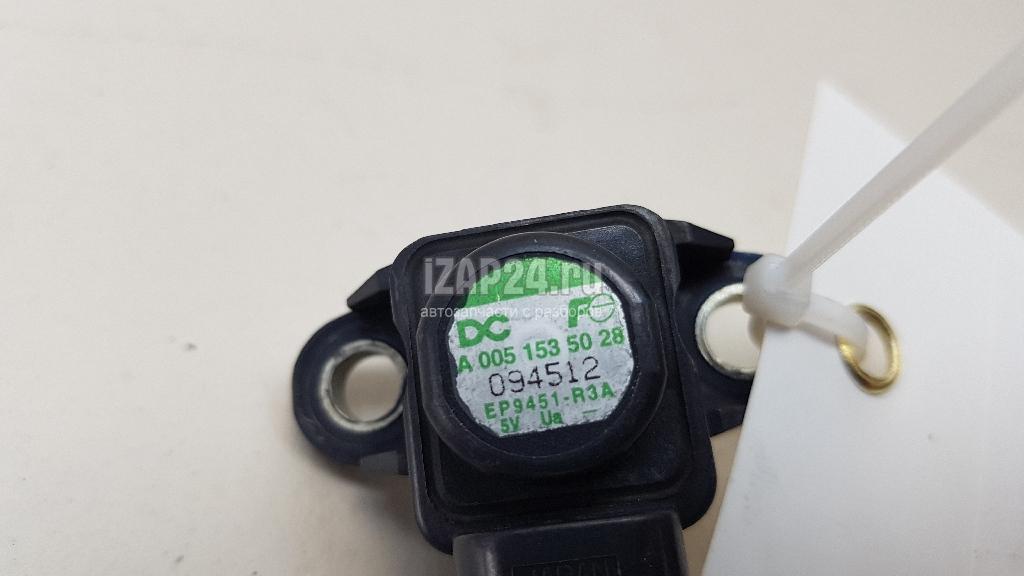 iZAP24.ru
автозапчасти с разборов
DC
A 005 153 50 28
094512
EP9451-R3A
5V Ua